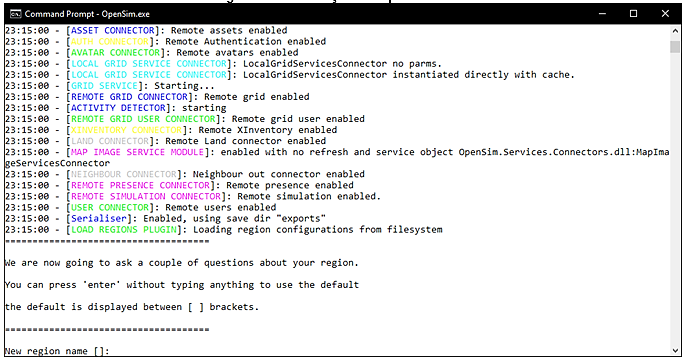 Command Prompt - OpenSim.exe
23:15:00 - [ASSET CONNECTOR]: Remote assets enabled
23:15:00 - [AUTH CONNECTOR]: Remote Authentication enabled
23:15:00 - [AVATAR CONNECTOR]: Remote avatars enabled
23:15:00 - [LOCAL GRID SERVICE CONNECTOR]: LocalGridServicesConnector no parms.
23:15:00 - [LOCAL GRID SERVICE CONNECTOR]: LocalGridServicesConnector instantiated directly with cache.
23:15:00 - [GRID SERVICE]: Starting...
23:15:00 - [REMOTE GRID CONNECTOR]: Remote grid enabled
23:15:00 - [ACTIVITY DETECTOR]: starting
23:15:00 - [REMOTE GRID USER CONNECTOR]: Remote grid user enabled
23:15:00 - [XINVENTORY CONNECTOR]: Remote XInventory enabled
23:15:00 - [LAND CONNECTOR]: Remote Land connector enabled
23:15:00 - [MAP IMAGE SERVICE MODULE]: enabled with no refresh and service object OpenSim.Services.Connectors.dll:MapIma
geServicesConnector
23:15:00 - [NEIGHBOUR CONNECTOR]: Neighbour out connector enabled
23:15:00 - [REMOTE PRESENCE CONNECTOR]: Remote presence enabled
23:15:00 - [REMOTE SIMULATION CONNECTOR]: Remote simulation enabled.
23:15:00 - [USER CONNECTOR]: Remote users enabled
23:15:00 - [Serialiser]: Enabled, using save dir "exports"
23:15:00 - [LOAD REGIONS PLUGIN]: Loading region configurations from filesystem
=====================================
We are now going to ask a couple of questions about your region.
You can press 'enter' without typing anything to use the default
the default is displayed between [ ] brackets.
=====================================
New region name []: